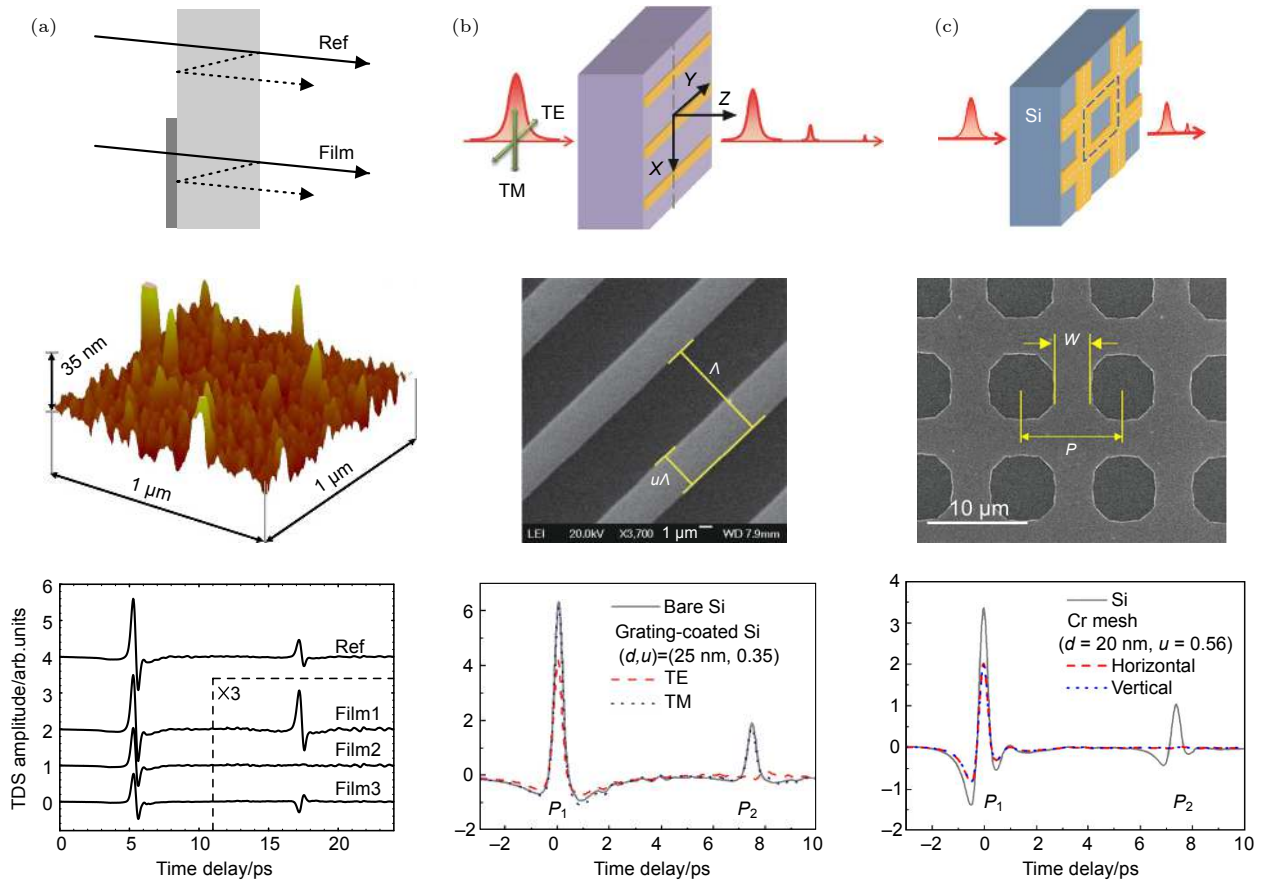 (a)
Ref
Film
35 nm
1 μm
1 μm
TDS amplitude/arb.units
6
5
4
3
2
1
0
Ref
×3
Film1
Film2
Film3
0
5
10
15
20
Time delay/ps
(b)
TE
TM
Y
Z
X
Λ
uΛ
LEI 20.0kV X3,700 1 μm WD 7.9mm
6
4
2
0
−2
Bare Si
Grating-coated Si
(d,u)=(25 nm, 0.35)
TE
TM
P1
P2
−2
0
2
4
6
8
10
Time delay/ps
(c)
Si
W
P
10 μm
4
3
2
1
0
−1
−2
Si
Cr mesh
(d = 20 nm, u = 0.56)
Horizontal
Vertical
P1
P2
−2
0
2
4
6
8
10
Time delay/ps